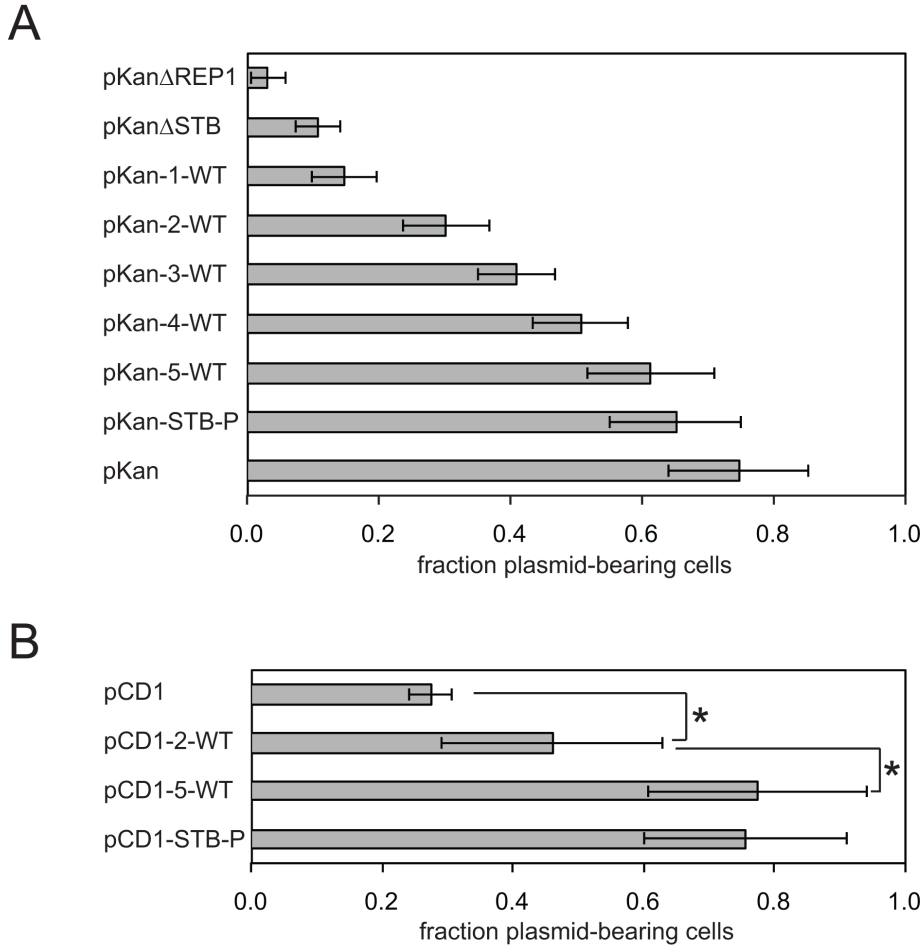 A
pKanΔREP1
pKanΔSTB
pKan-1-WT
pKan-2-WT
pKan-3-WT
pKan-4-WT
pKan-5-WT
pKan-STB-P
pKan
0.0 0.2 0.4 0.6 0.8 1.0
fraction plasmid-bearing cells
B
pCD1
*
pCD1-2-WT
*
pCD1-5-WT
pCD1-STB-P
0.0 0.2 0.4 0.6 0.8 1.0
fraction plasmid-bearing cells